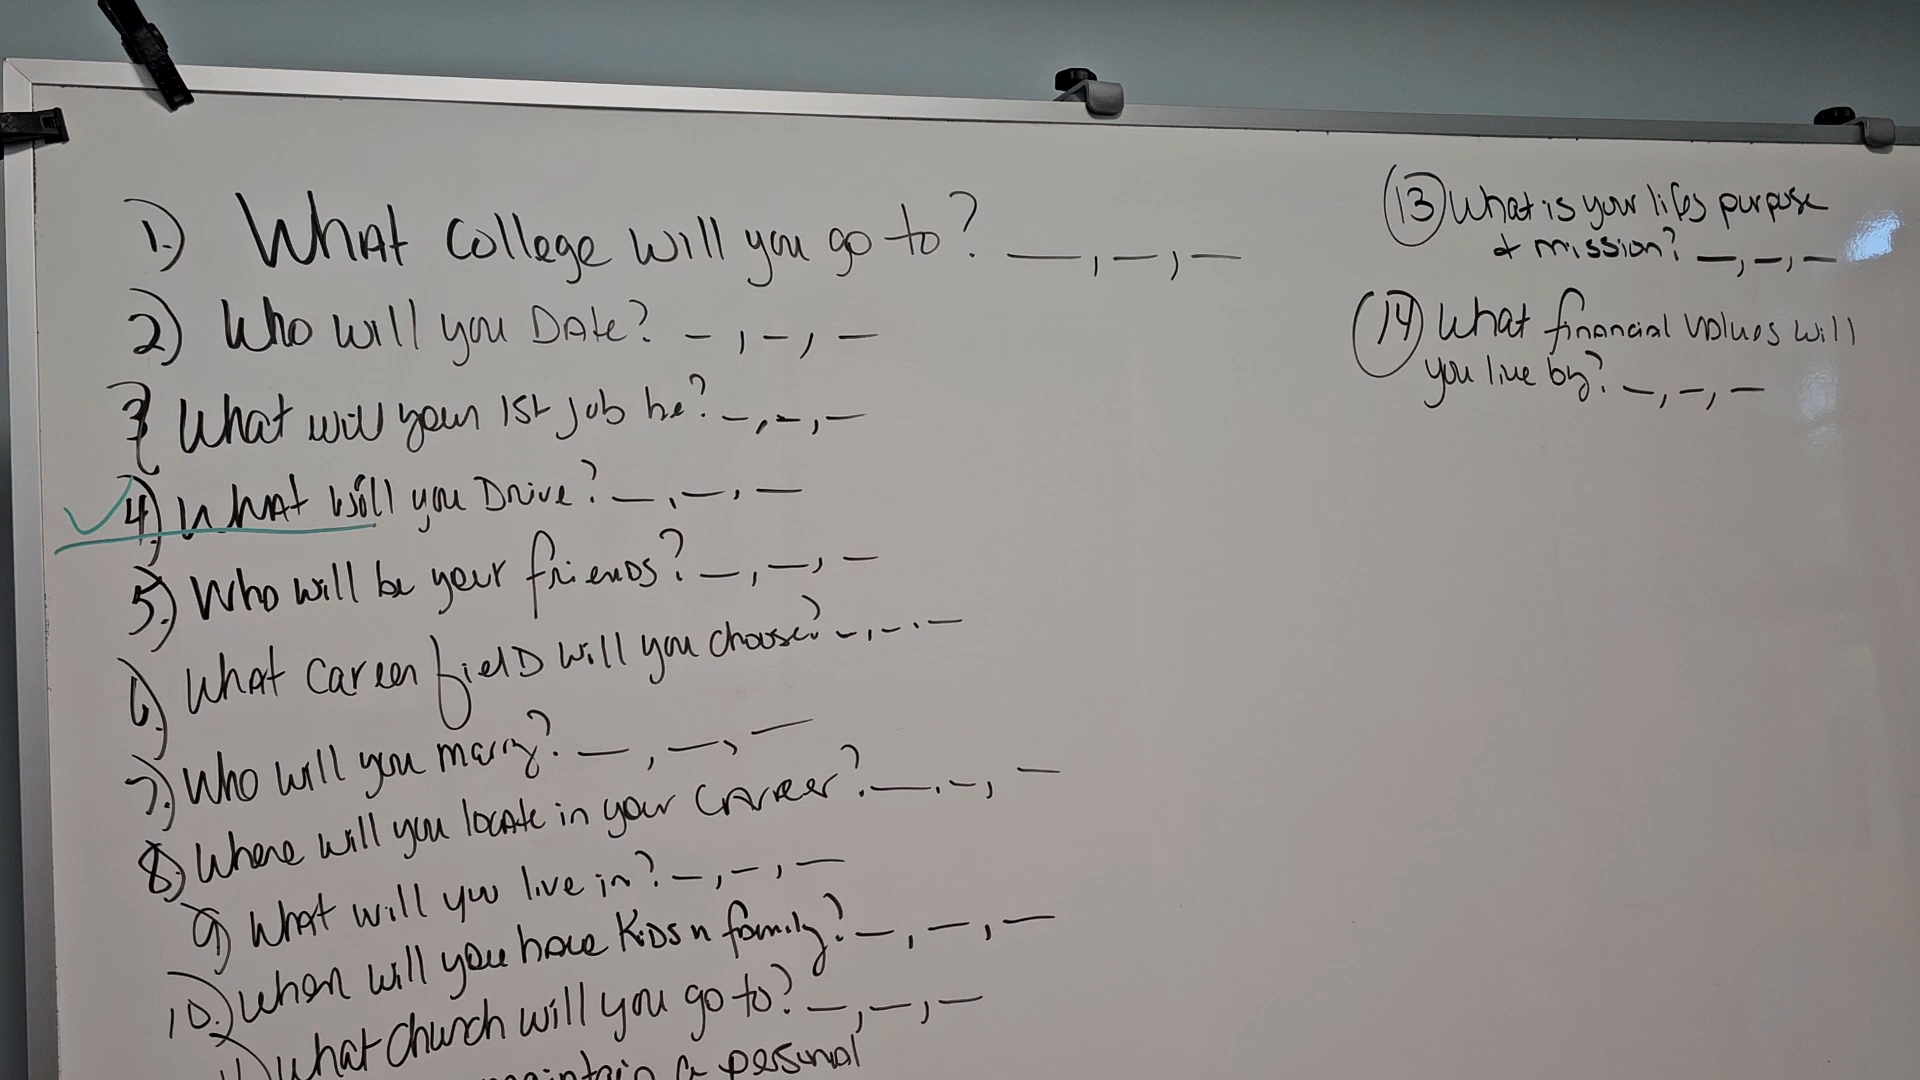 1.) What College will you go to? _, _, _
2) Who will you Date? _, _, _
3 What will your 1st job be? _, _, _
4.) What will you Drive? _, _, _
5.) Who will be your friends? _, _, _
6.) What Career field will you choose? _, _. _
7.) Who will you marry? _, _, _
8.) Where will you locate in your Career? _. _, _
9.) What will you live in? _, _, _
10.) When will you have Kids n family? _, _, _
11.) What Church will you go to? _, _, _
maintain a personal
13 What is your lifes purpose
& mission? _, _, _
14 What financial values will
you live by? _, _, _